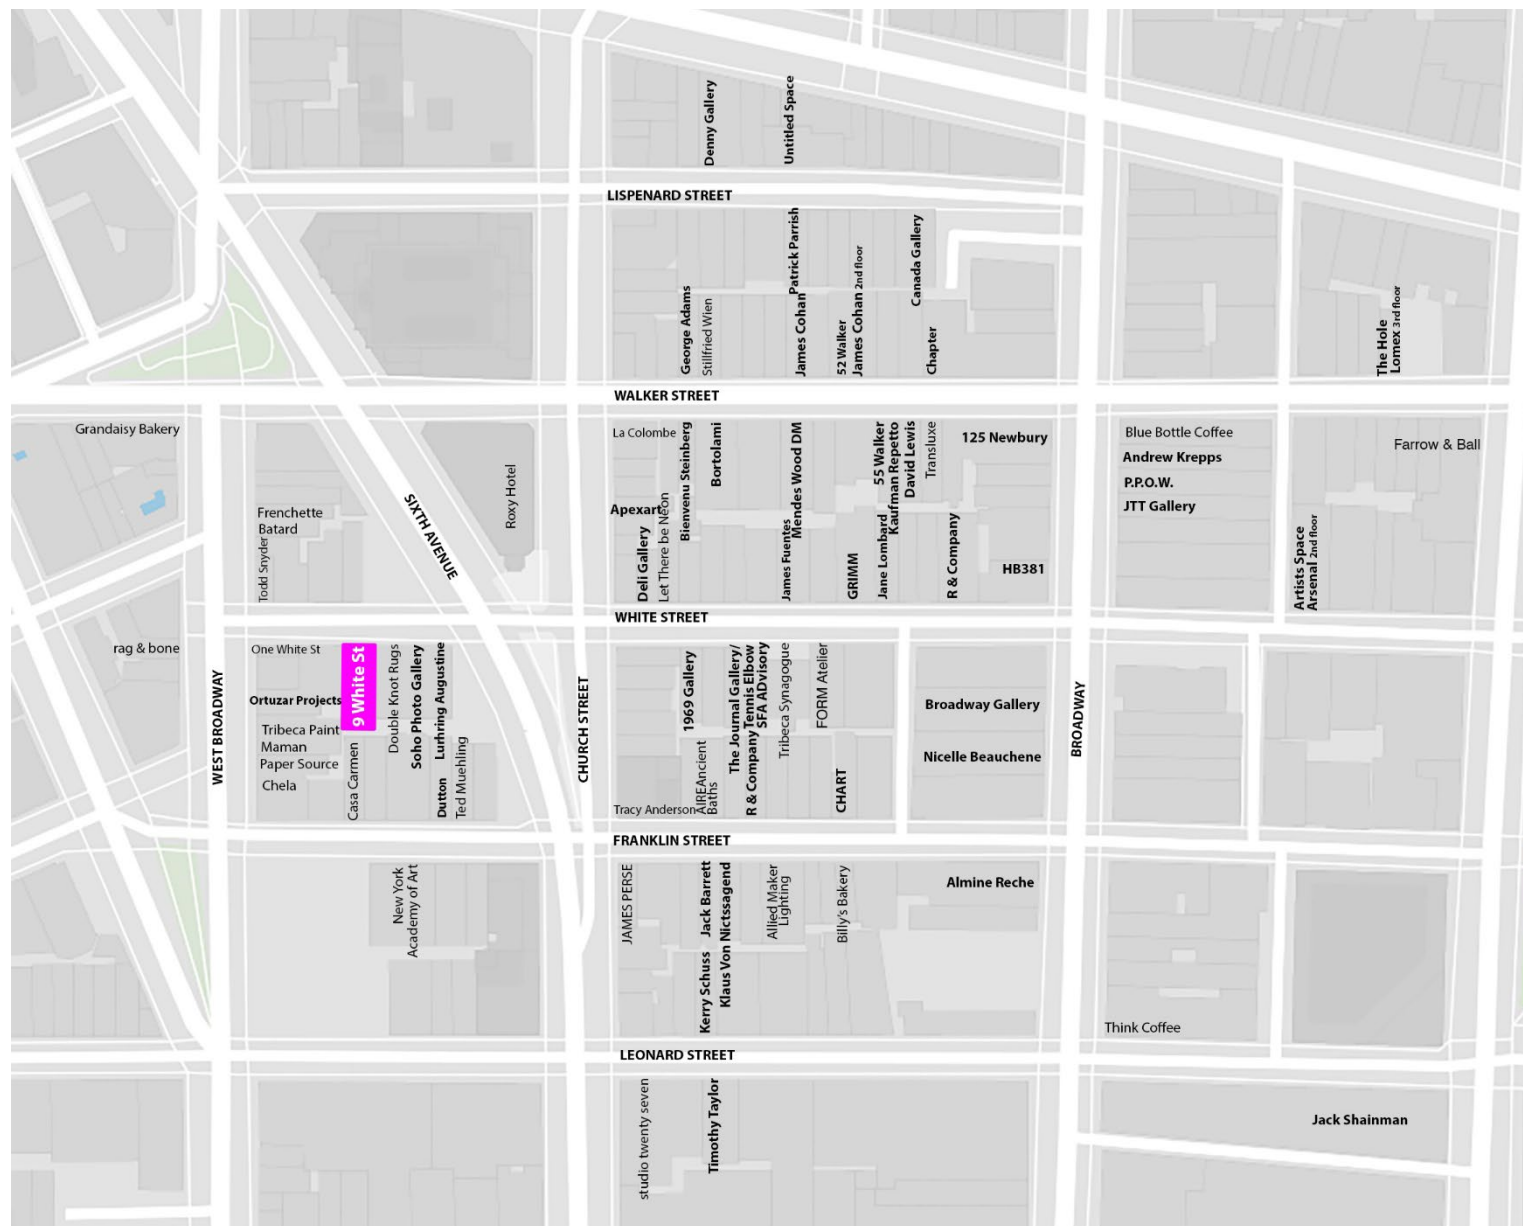 Denny Gallery
Untitled Space
LISPENARD STREET
Patrick Parrish
Canada Gallery
George Adams
Stillfried Wien
James Cohan
52 Walker
James Cohan 2nd floor
Chapter
The Hole
Lomex 3rd floor
WALKER STREET
Grandaisy Bakery
La Colombe
Bienvenu Steinberg
Bortolami
Mendes Wood DM
55 Walker
Kaufman Repetto
David Lewis
Transluxe
125 Newbury
Blue Bottle Coffee
Andrew Krepps
P.P.O.W.
JTT Gallery
Farrow & Ball
Frenchette
Batard
Todd Snyder
SIXTH AVENUE
Roxy Hotel
Apexart
Deli Gallery
Let There be Neon
James Fuentes
GRIMM
Jane Lombard
R & Company
HB381
Artists Space
Arsenal 2nd floor
WHITE STREET
rag & bone
WEST BROADWAY
One White St
Ortuzar Projects
9 White St
Tribeca Paint
Maman
Paper Source
Chela
Casa Carmen
Double Knot Rugs
Soho Photo Gallery
Lurhring Augustine
Dutton
Ted Muehling
CHURCH STREET
1969 Gallery
The Journal Gallery/
Tennis Elbow
SFA ADvisory
Tribeca Synagogue
FORM Atelier
Broadway Gallery
Nicelle Beauchene
BROADWAY
Tracy Anderson
AIREAncient
Baths
R & Company
CHART
FRANKLIN STREET
New York
Academy of Art
JAMES PERSE
Jack Barrett
Klaus Von Nictssagend
Kerry Schuss
Allied Maker
Lighting
Billy's Bakery
Almine Reche
Think Coffee
LEONARD STREET
studio twenty seven
Timothy Taylor
Jack Shainman